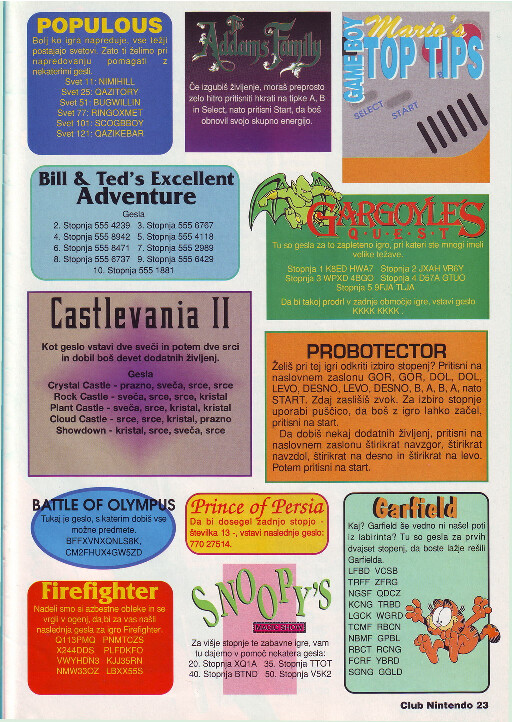 POPULOUS
Bolj ko igra napreduje, vse težji
postajajo svetovi. Zato ti želimo pri
napredovanju pomagati z
nekaterimi gesli.
Svet 11: NIMIHILL
Svet 25: QAZITORY
Svet 51: BUGWILLIN
Svet 77: RINGOXMET
Svet 101: SCOGBBOY
Svet 121: QAZIKEBAR
The Addams Family
Če izgubiš življenje, moraš preprosto
zelo hitro pritisniti hkrati na tipke A, B
in Select, nato pritisni Start, da boš
obnovil svojo skupno energijo.
GAME BOY
Mario's
TOP TIPS
SELECT START
Bill & Ted's Excellent
Adventure
Gesla
2. Stopnja 555 4239 3. Stopnja 555 6767
4. Stopnja 555 8942 5. Stopnja 555 4118
6. Stopnja 555 8471 7. Stopnja 555 2989
8. Stopnja 555 6737 9. Stopnja 555 6429
10. Stopnja 555 1881
GARGOYLE'S
QUEST
Tu so gesla za to zapleteno igro, pri kateri ste mnogi imeli
velike težave.
Stopnja 1 K8ED HWA7 Stopnja 2 JXAH VR6Y
Stopnja 3 WPXD 4BQO Stopnja 4 D57A GTUO
Stopnja 5 9FJA TLJA
Da bi takoj prodrl v zadnje območje igre, vstavi geslo
KKKK KKKK .
Castlevania II
Kot geslo vstavi dve sveči in potem dve srci
in dobil boš devet dodatnih življenj.
Gesla
Crystal Castle - prazno, sveča, srce, srce
Rock Castle - sveča, srce, srce, kristal
Plant Castle - sveča, srce, kristal, kristal
Cloud Castle - srce, srce, kristal, prazno
Showdown - kristal, srce, sveča, srce
PROBOTECTOR
Želiš pri tej igri odkriti izbiro stopenj? Pritisni na
naslovnem zaslonu GOR, GOR, DOL, DOL,
LEVO, DESNO, LEVO, DESNO, B, A, B, A, nato
START. Zdaj zaslišiš zvok. Za izbiro stopnje
uporabi puščico, da boš z igro lahko začel,
pritisni na start.
Da dobiš nekaj dodatnih življenj, pritisni na
naslovnem zaslonu štirikrat navzgor, štirikrat
navzdol, štirikrat na desno in štirikrat na levo.
Potem pritisni na start.
BATTLE OF OLYMPUS
Tukaj je geslo, s katerim dobiš vse
možne predmete.
BFFXVNXQNLS8K,
CM2FHUX4GW5ZD
Prince of Persia
Da bi dosegel zadnjo stopjo -
številka 13 -, vstavi naslednje geslo:
770 27514.
Garfield
Kaj? Garfield še vedno ni našel poti
iz labirinta? Tu so gesla za prvih
dvajset stopenj, da boste lažje rešili
Garfielda.
LFBD VCSB
TRFF ZFRG
NGSF QDCZ
KCNG TRBD
LGCK WGRD
TCMF RBCN
NBMF GPBL
RBCT RCNG
FCRF YBRD
SGNG GGLD
Firefighter
Nadeli smo si azbestne obleke in se
vrgli v ogenj, da bi za vas našli
naslednja gesla za igro Firefighter.
Q113PMQ PNMTCZS
X244DDS PLFDKFO
VWYHDN3 KJJ35RN
NMW33OZ LBXX55S
SNOOPY'S
MAGIC SHOW
Za višje stopnje te zabavne igre, vam
tu dajemo v pomoč nekatera gesla:
20. Stopnja XQ1A 35. Stopnja TTOT
40. Stopnja BTND 50. Stopnja V5K2
Club Nintendo 23